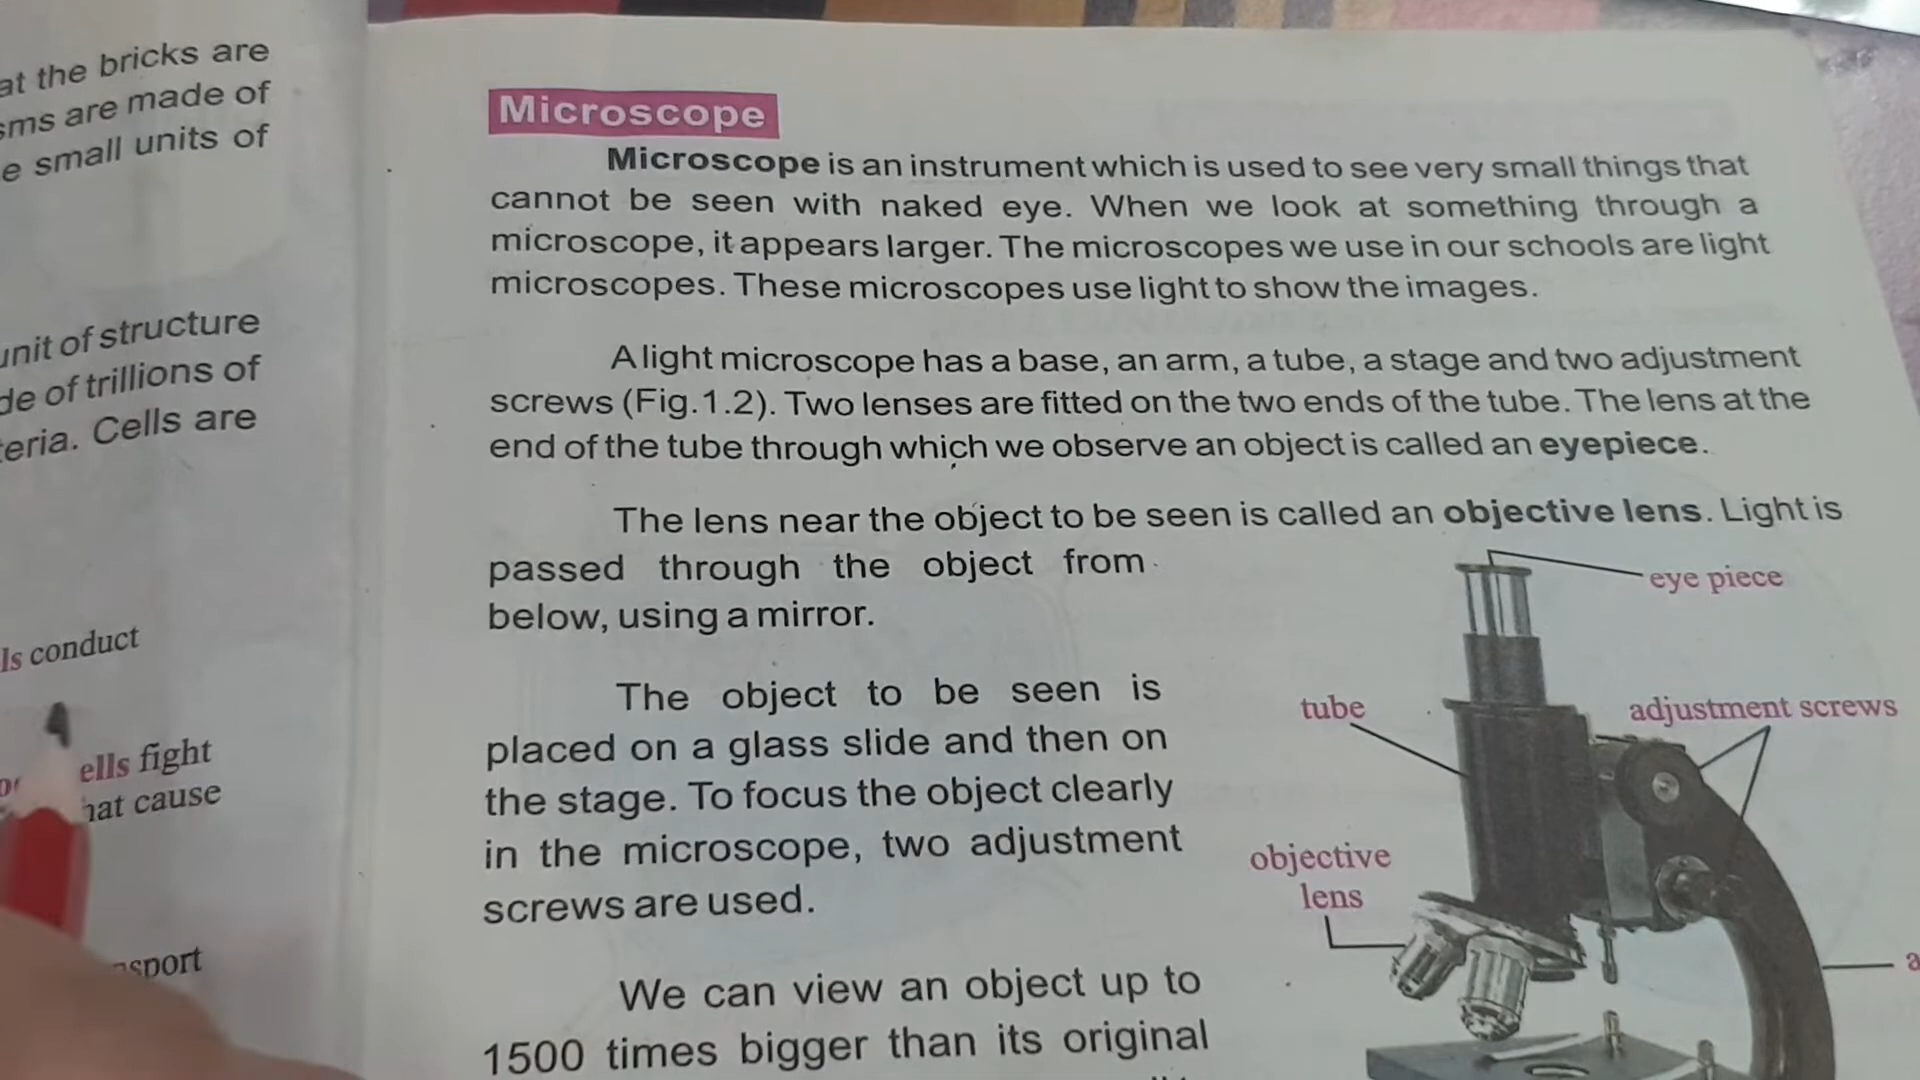 at the bricks are
are made of
small units of
unit of structure
of trillions of
Cells are
conduct
fight
cause
Microscope
Microscope is an instrument which is used to see very small things that
cannot be seen with naked eye. When we look at something through a
microscope, it appears larger. The microscopes we use in our schools are light
microscopes. These microscopes use light to show the images.
A light microscope has a base, an arm, a tube, a stage and two adjustment
screws (Fig.1.2). Two lenses are fitted on the two ends of the tube. The lens at the
end of the tube through which we observe an object is called an eyepiece.
The lens near the object to be seen is called an objective lens. Light is
passed through the object from
below, using a mirror.
The object to be seen is
placed on a glass slide and then on
the stage. To focus the object clearly
in the microscope, two adjustment
screws are used.
We can view an object up to
1500 times bigger than its original
eye piece
tube
adjustment screws
objective
lens